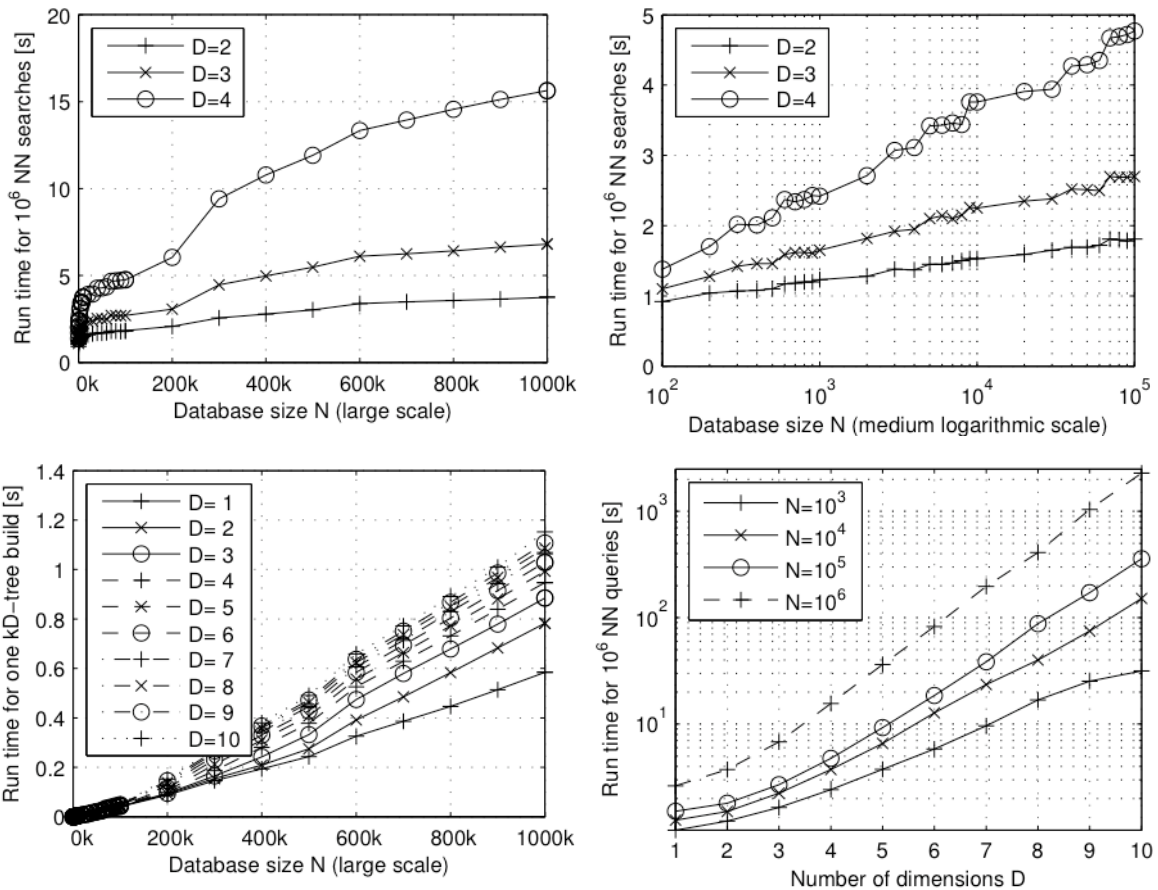 Run time for 10^6 NN searches [s]
20
15
10
5
0
D=2
D=3
D=4
0k 200k 400k 600k 800k 1000k
Database size N (large scale)
Run time for 10^6 NN searches [s]
5
4
3
2
1
0
D=2
D=3
D=4
10^2 10^3 10^4 10^5
Database size N (medium logarithmic scale)
Run time for one kD-tree build [s]
1.4
1.2
1.0
0.8
0.6
0.4
0.2
0
D= 1
D= 2
D= 3
D= 4
D= 5
D= 6
D= 7
D= 8
D= 9
D=10
0k 200k 400k 600k 800k 1000k
Database size N (large scale)
Run time for 10^6 NN queries [s]
10^3
10^2
10^1
N=10^3
N=10^4
N=10^5
N=10^6
1 2 3 4 5 6 7 8 9 10
Number of dimensions D